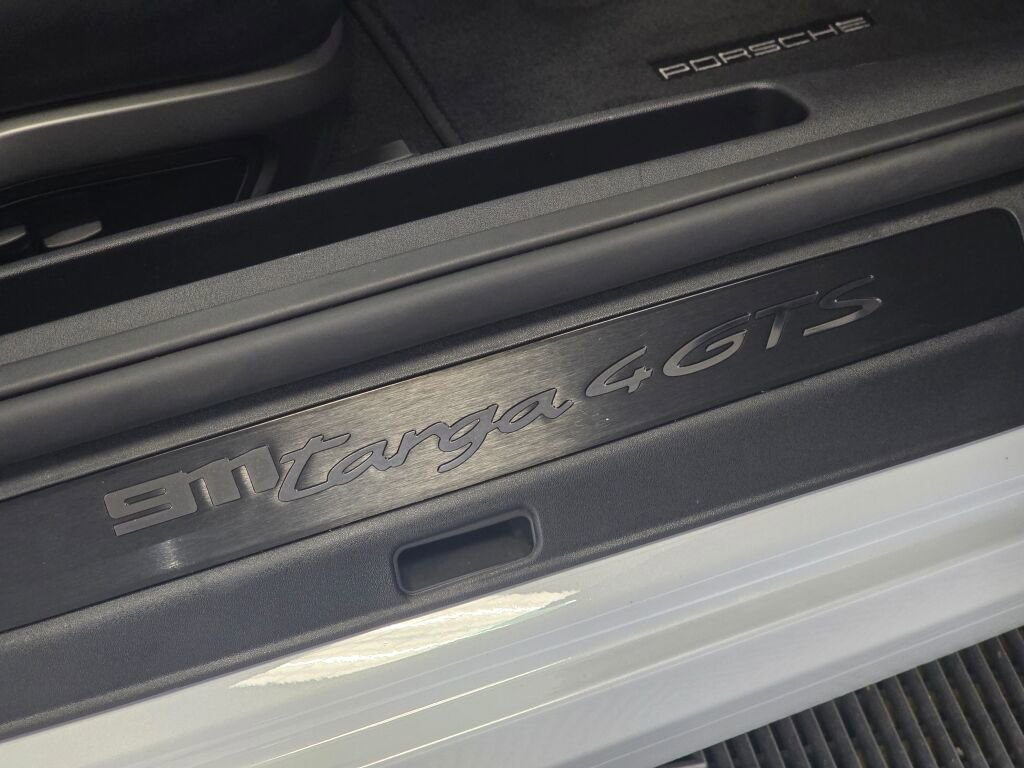 PORSCHE
911 targa 4 GTS